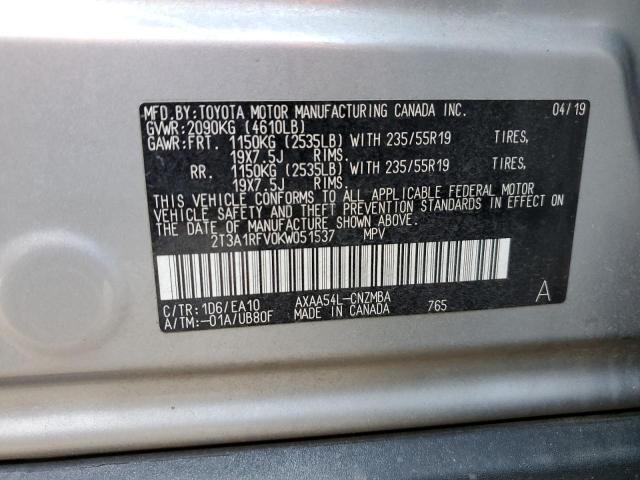 MFD.BY:TOYOTA MOTOR MANUFACTURING CANADA INC. 04/19
GVWR:2090KG (4610LB)
GAWR:FRT. 1150KG (2535LB) WITH 235/55R19 TIRES,
19X7.5J RIMS.
RR. 1150KG (2535LB) WITH 235/55R19 TIRES,
19X7.5J RIMS.
THIS VEHICLE CONFORMS TO ALL APPLICABLE FEDERAL MOTOR
VEHICLE SAFETY AND THEFT PREVENTION STANDARDS IN EFFECT ON
THE DATE OF MANUFACTURE SHOWN ABOVE.
2T3A1RFV0KW051537 MPV
C/TR: 1D6/EA10 AXAA54L-CNZMBA A
A/TM:-01A/UB80F MADE IN CANADA 765